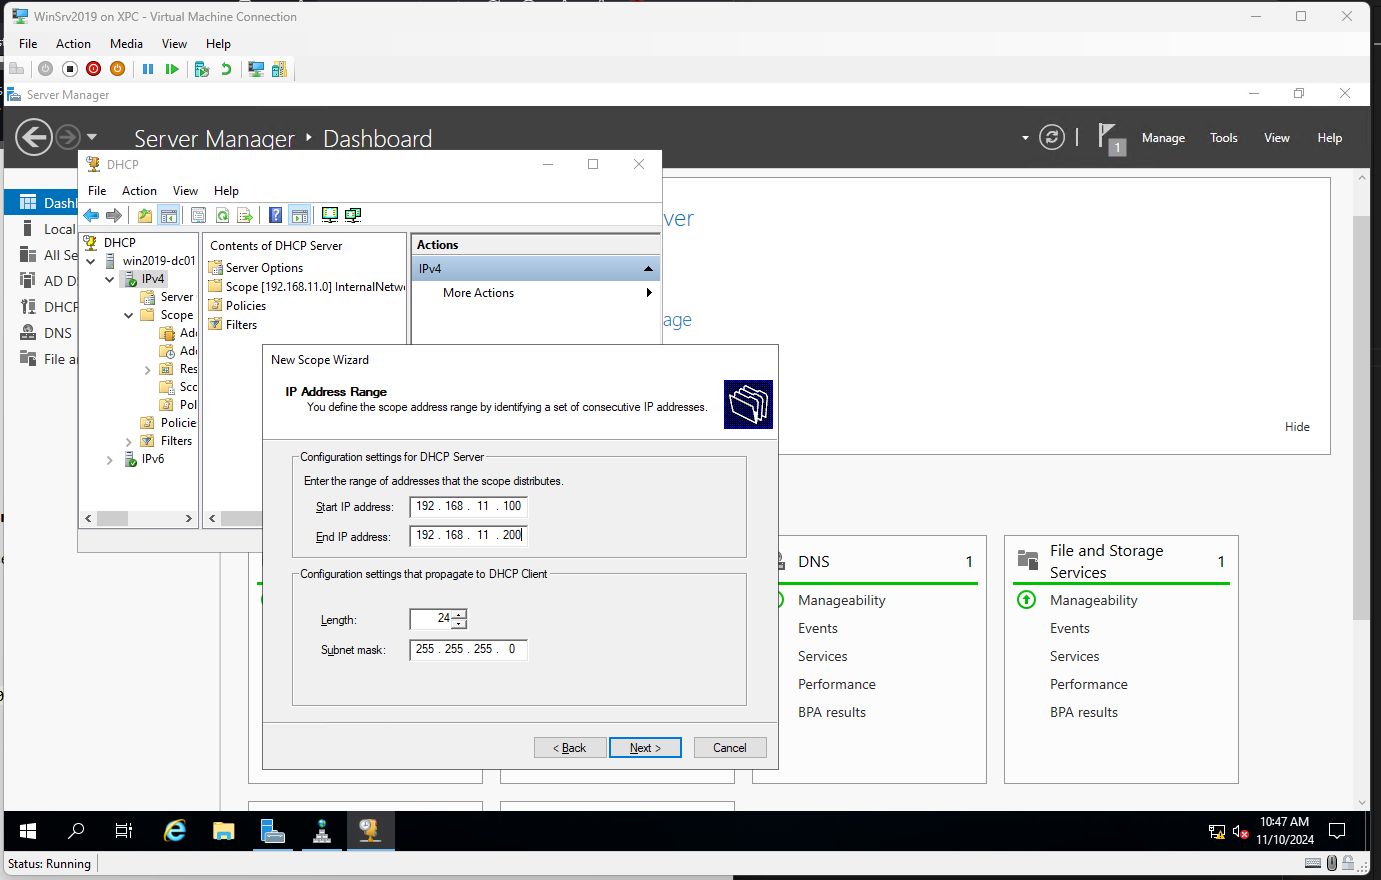 WinSrv2019 on XPC - Virtual Machine Connection
File Action Media View Help
Server Manager
Server Manager Dashboard
1 Manage Tools View Help
DHCP
File Action View Help
Dashl
Local
All Se
AD D
DHCP
DNS
File a
DHCP
win2019-dc01
IPv4
Server
Scope
Ad
Ad
Res
Scc
Pol
Policie
Filters
IPv6
Contents of DHCP Server
Server Options
Scope [192.168.11.0] InternalNetw
Policies
Filters
Actions
IPv4
More Actions
ver
age
Hide
New Scope Wizard
IP Address Range
You define the scope address range by identifying a set of consecutive IP addresses.
Configuration settings for DHCP Server
Enter the range of addresses that the scope distributes.
Start IP address: 192 . 168 . 11 . 100
End IP address: 192 . 168 . 11 . 200
Configuration settings that propagate to DHCP Client
Length: 24
Subnet mask: 255 . 255 . 255 . 0
< Back Next > Cancel
DNS 1
Manageability
Events
Services
Performance
BPA results
File and Storage
Services 1
Manageability
Events
Services
Performance
BPA results
10:47 AM
11/10/2024
Status: Running